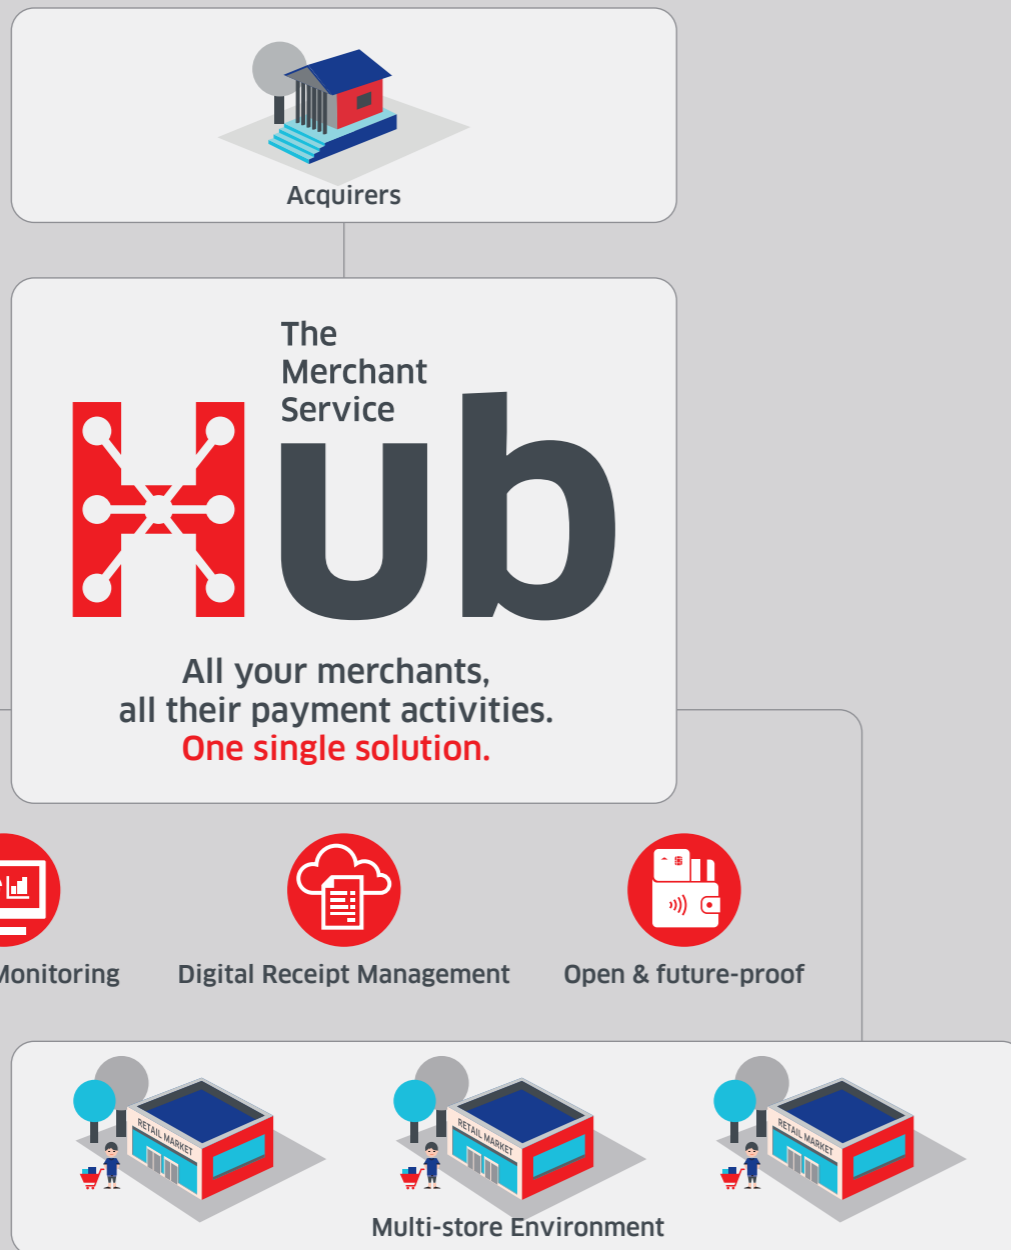 Acquirers
The
Merchant
Service
Hub
All your merchants,
all their payment activities.
One single solution.
Monitoring
Digital Receipt Management
Open & future-proof
RETAIL MARKET
RETAIL MARKET
RETAIL MARKET
Multi-store Environment